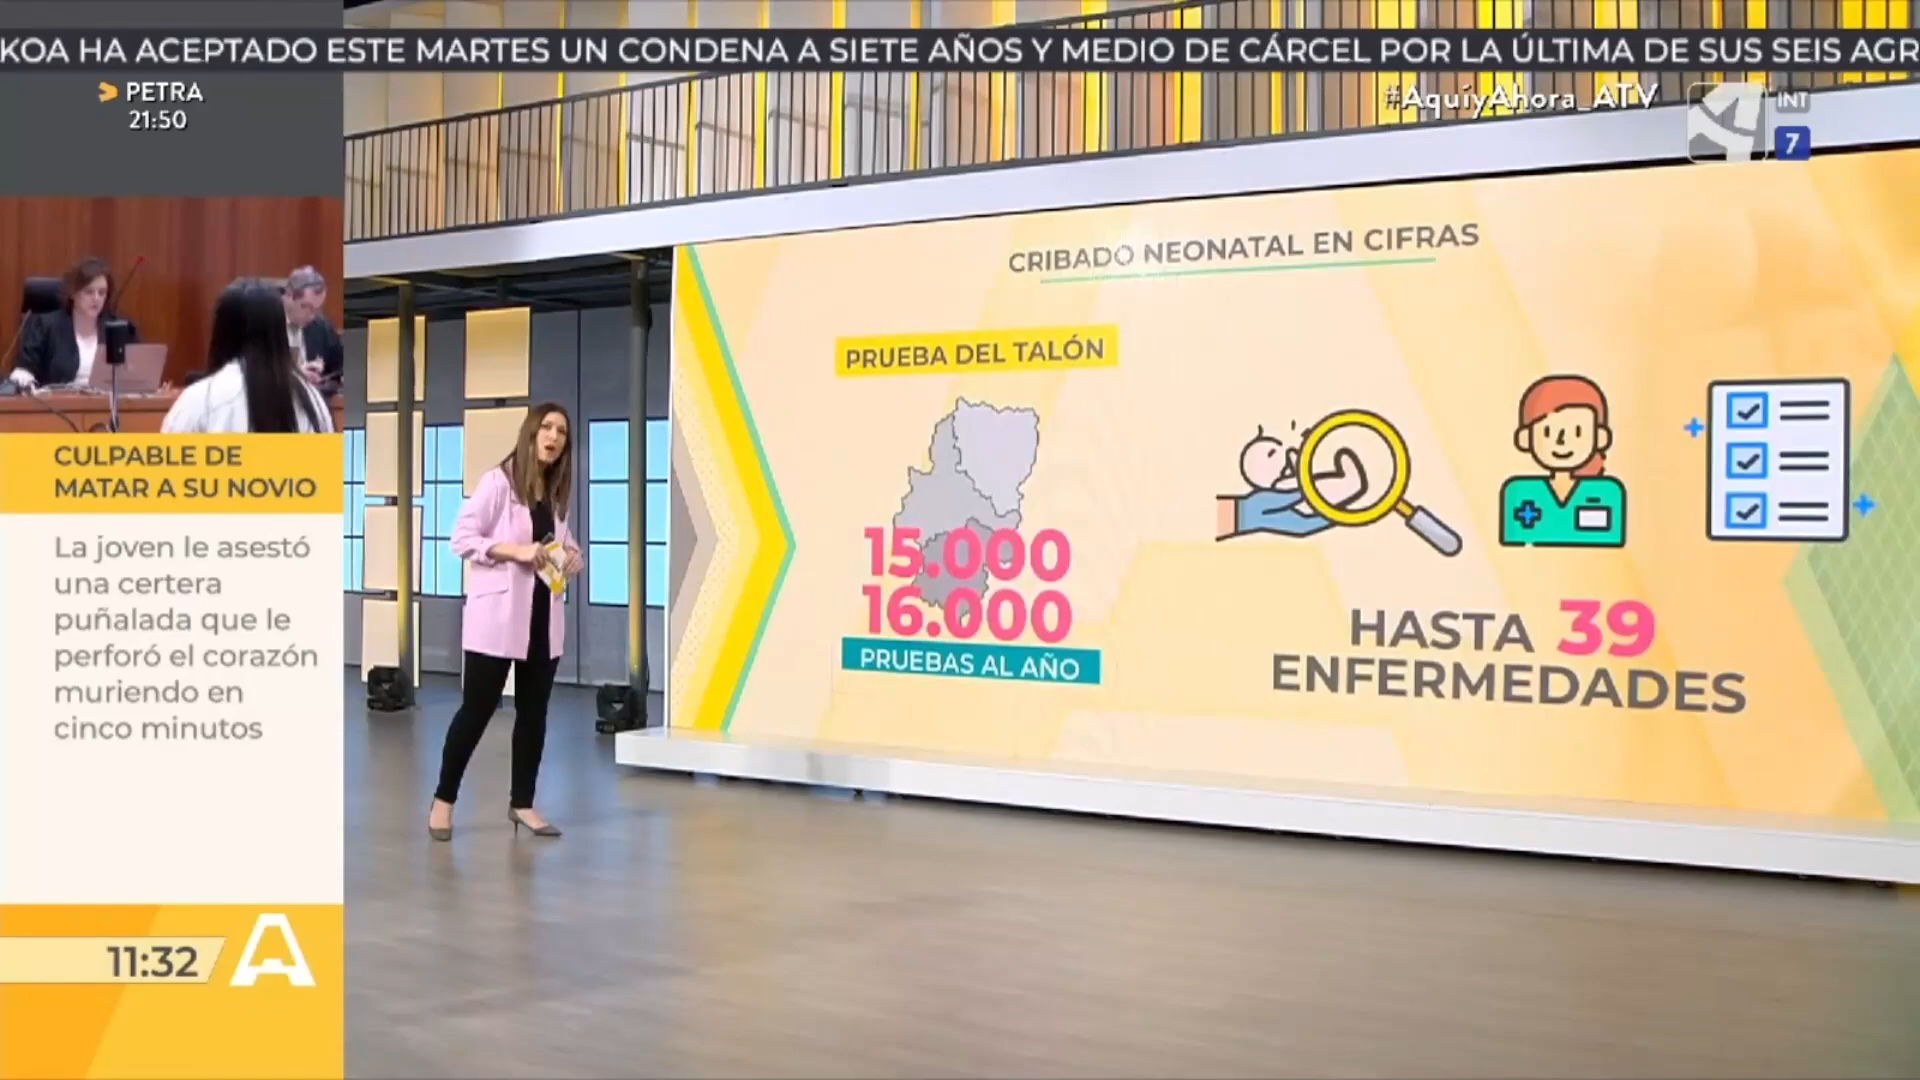 KOA HA ACEPTADO ESTE MARTES UN CONDENA A SIETE AÑOS Y MEDIO DE CÁRCEL POR LA ÚLTIMA DE SUS SEIS AGR
PETRA
21:50
#AquíyAhora_ATV
INT
7
CULPABLE DE
MATAR A SU NOVIO
La joven le asestó
una certera
puñalada que le
perforó el corazón
muriendo en
cinco minutos
11:32
CRIBADO NEONATAL EN CIFRAS
PRUEBA DEL TALÓN
15.000
16.000
PRUEBAS AL AÑO
HASTA 39
ENFERMEDADES